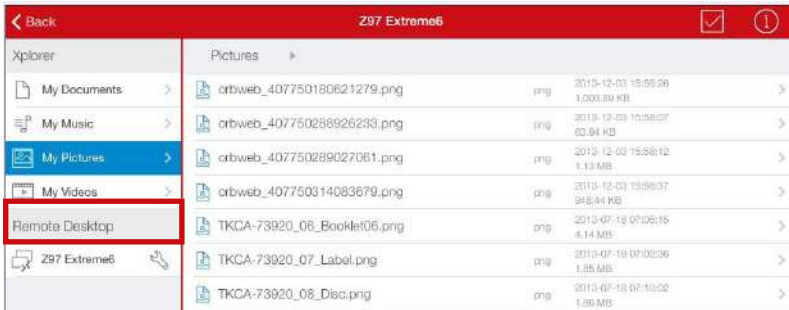 Back
Z97 Extreme6
Xplorer
Pictures
My Documents
orbweb_407750180621279.png png 2013-12-03 15:58:26
1,003.89 KB
My Music
orbweb_407750288926233.png png 2013-12-03 15:58:07
63.94 KB
My Pictures
orbweb_407750289027061.png png 2013-12-03 15:58:12
1.13 MB
My Videos
orbweb_407750314083679.png png 2013-12-03 15:58:37
948.44 KB
Remote Desktop
TKCA-73920_06_Booklet06.png png 2013-07-18 07:06:16
4.14 MB
Z97 Extreme6
TKCA-73920_07_Label.png png 2013-07-18 07:02:36
1.85 MB
TKCA-73920_08_Disc.png png 2013-07-18 07:10:02
1.96 MB